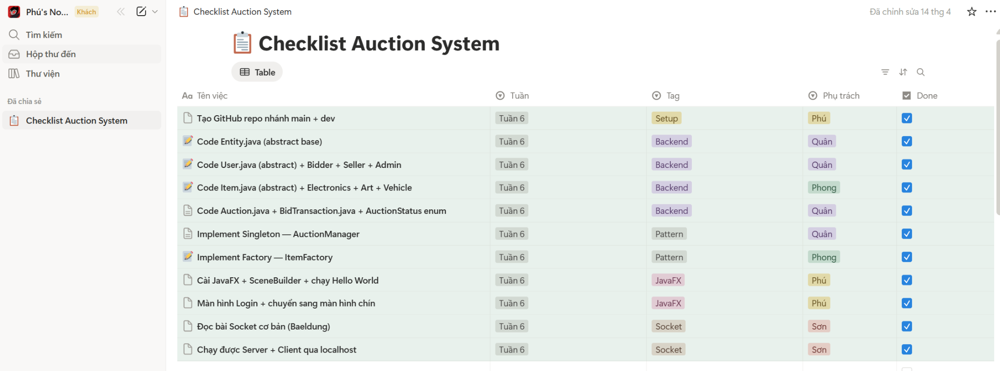 Phú's No... Khách
Tìm kiếm
Hộp thư đến
Thư viện
Đã chia sẻ
Checklist Auction System
Checklist Auction System
Đã chỉnh sửa 14 thg 4
Checklist Auction System
Table
Aa Tên việc Tuần Tag Phụ trách Done
Tạo GitHub repo nhánh main + dev Tuần 6 Setup Phú
Code Entity.java (abstract base) Tuần 6 Backend Quân
Code User.java (abstract) + Bidder + Seller + Admin Tuần 6 Backend Quân
Code Item.java (abstract) + Electronics + Art + Vehicle Tuần 6 Backend Phong
Code Auction.java + BidTransaction.java + AuctionStatus enum Tuần 6 Backend Quân
Implement Singleton — AuctionManager Tuần 6 Pattern Quân
Implement Factory — ItemFactory Tuần 6 Pattern Phong
Cài JavaFX + SceneBuilder + chạy Hello World Tuần 6 JavaFX Phú
Màn hình Login + chuyển sang màn hình chín Tuần 6 JavaFX Phú
Đọc bài Socket cơ bản (Baeldung) Tuần 6 Socket Sơn
Chạy được Server + Client qua localhost Tuần 6 Socket Sơn